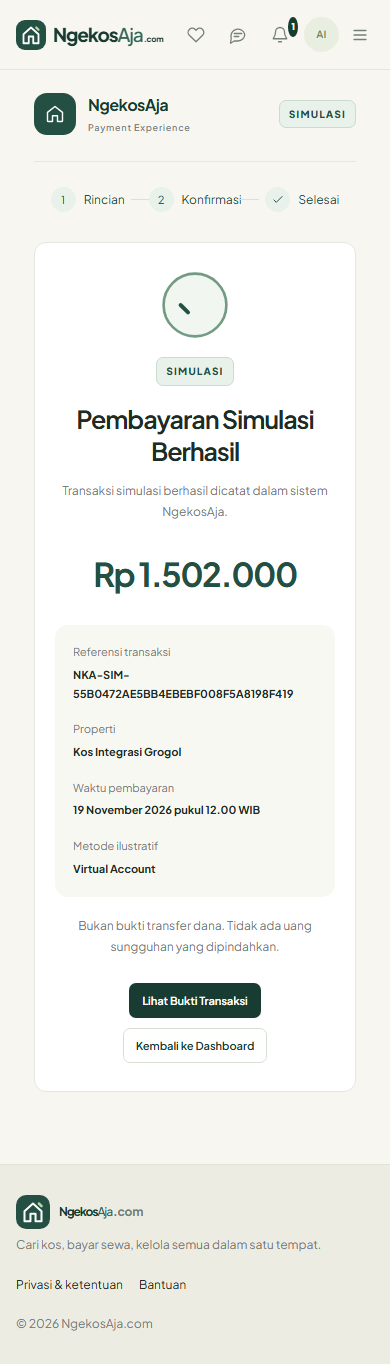 NgekosAja.com
1
AI
NgekosAja
Payment Experience
SIMULASI
1 Rincian 2 Konfirmasi Selesai
SIMULASI
Pembayaran Simulasi
Berhasil
Transaksi simulasi berhasil dicatat dalam sistem
NgekosAja.
Rp 1.502.000
Referensi transaksi
NKA-SIM-
55B0472AE5BB4EBEBF008F5A8198F419
Properti
Kos Integrasi Grogol
Waktu pembayaran
19 November 2026 pukul 12.00 WIB
Metode ilustratif
Virtual Account
Bukan bukti transfer dana. Tidak ada uang
sungguhan yang dipindahkan.
Lihat Bukti Transaksi
Kembali ke Dashboard
NgekosAja.com
Cari kos, bayar sewa, kelola semua dalam satu tempat.
Privasi & ketentuan Bantuan
© 2026 NgekosAja.com